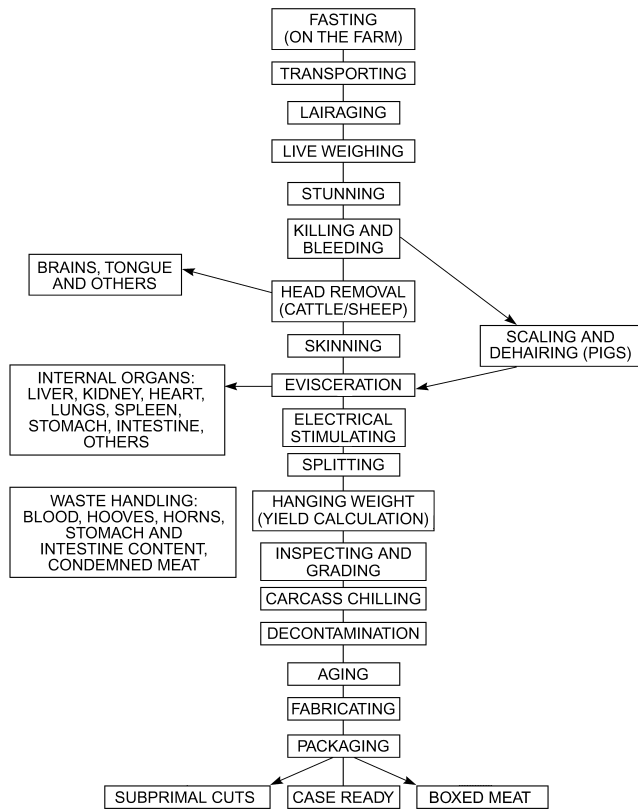 FASTING
(ON THE FARM)
TRANSPORTING
LAIRAGING
LIVE WEIGHING
STUNNING
KILLING AND
BLEEDING
BRAINS, TONGUE
AND OTHERS
HEAD REMOVAL
(CATTLE/SHEEP)
SCALING AND
DEHAIRING (PIGS)
SKINNING
INTERNAL ORGANS:
LIVER, KIDNEY, HEART,
LUNGS, SPLEEN,
STOMACH, INTESTINE,
OTHERS
EVISCERATION
ELECTRICAL
STIMULATING
SPLITTING
WASTE HANDLING:
BLOOD, HOOVES, HORNS,
STOMACH AND
INTESTINE CONTENT,
CONDEMNED MEAT
HANGING WEIGHT
(YIELD CALCULATION)
INSPECTING AND
GRADING
CARCASS CHILLING
DECONTAMINATION
AGING
FABRICATING
PACKAGING
SUBPRIMAL CUTS
CASE READY
BOXED MEAT